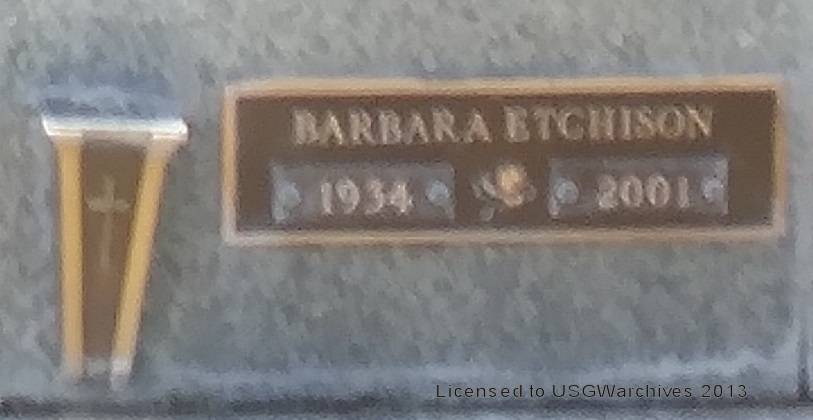 BARBARA ETCHISON
1934 2001
Licensed to USGWarchives 2013